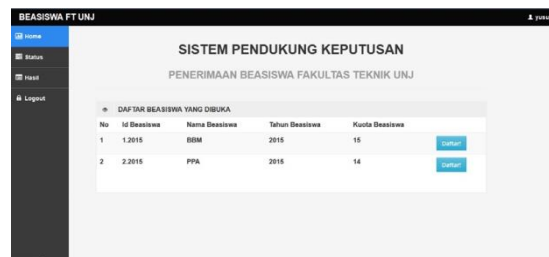 BEASISWA FT UNJ
Home
Status
Hasil
Logout
SISTEM PENDUKUNG KEPUTUSAN
PENERIMAAN BEASISWA FAKULTAS TEKNIK UNJ
DAFTAR BEASISWA YANG DIBUKA
No Id Beasiswa Nama Beasiswa Tahun Beasiswa Kuota Beasiswa
1 1.2015 BBM 2015 15 Daftar!
2 2.2015 PPA 2015 14 Daftar!